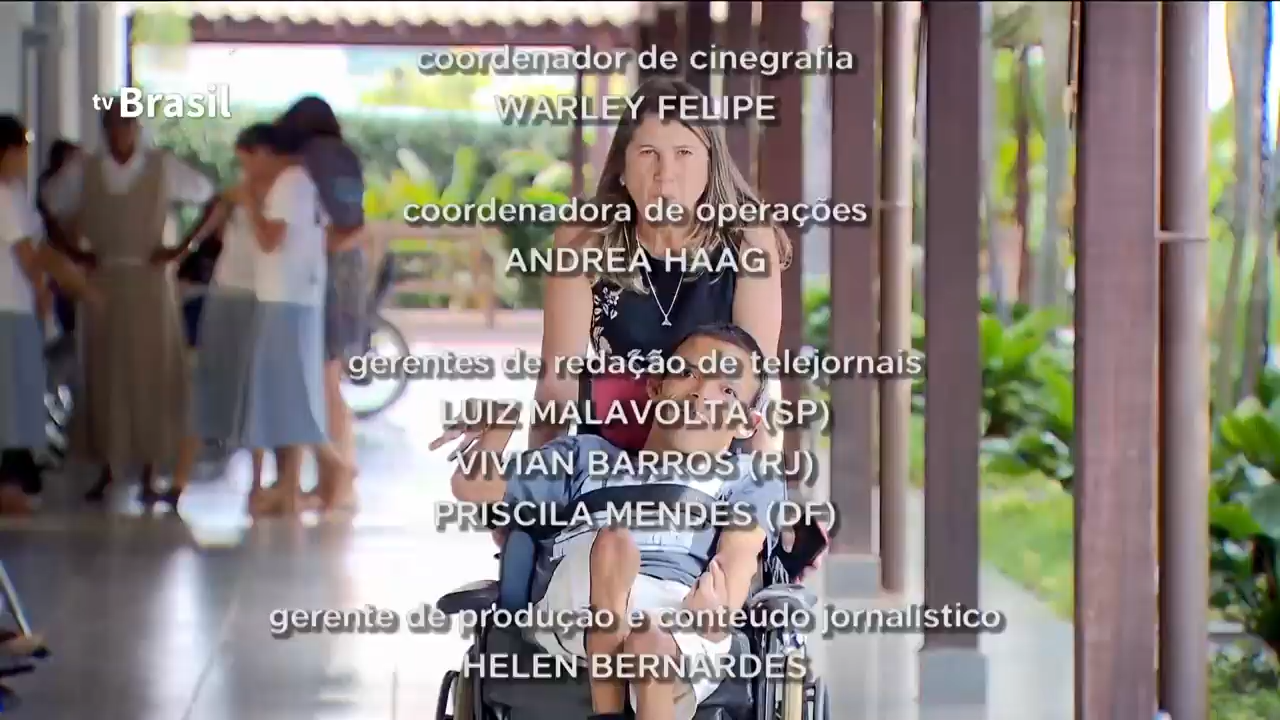 coordenador de cinegrafia
tv Brasil
WARLEY FELIPE
coordenadora de operações
ANDREA HAAG
gerentes de redação de telejornais
LUIZ MALAVOLTA (SP)
VIVIAN BARROS (RJ)
PRISCILA MENDES (DF)
gerente de produção e conteúdo jornalístico
HELEN BERNARDES